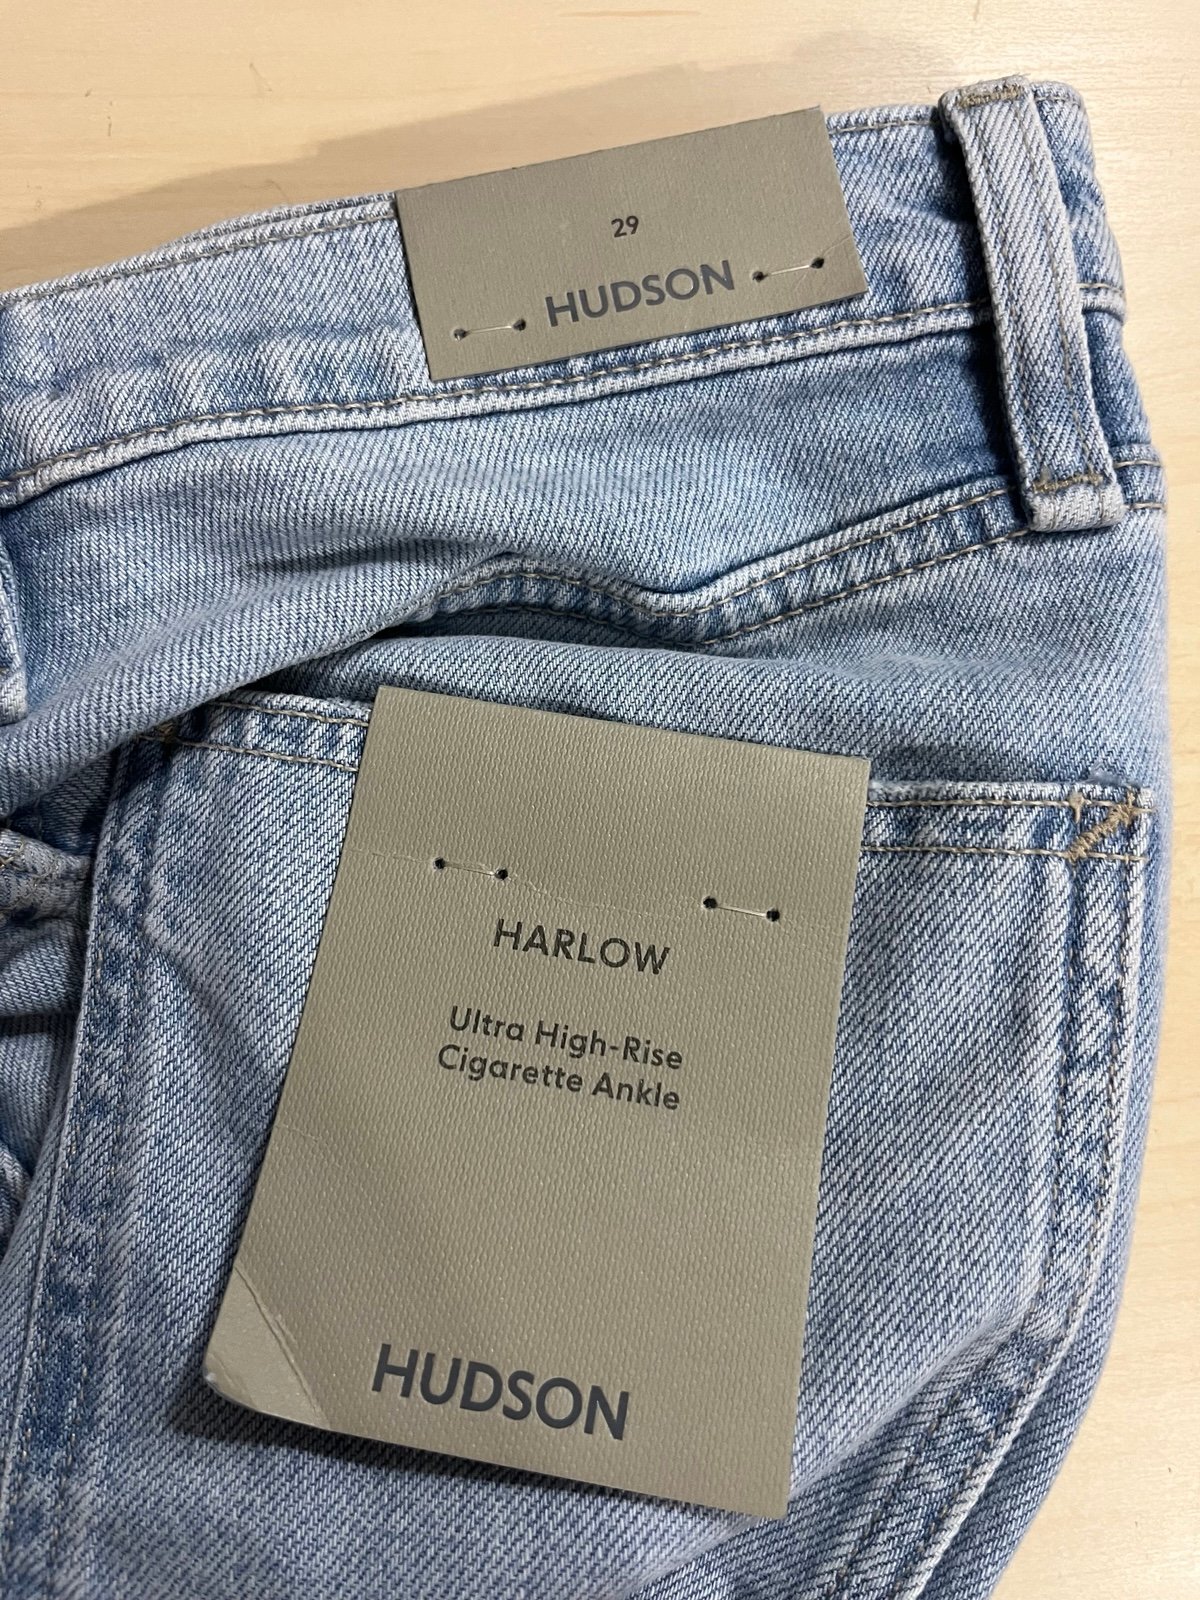 29
HUDSON
HARLOW
Ultra High-Rise
Cigarette Ankle
HUDSON